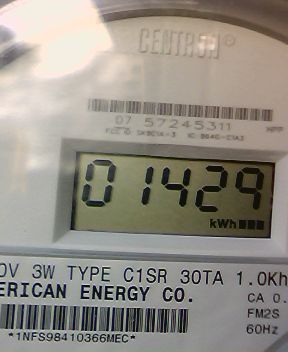 CENTRON®
07 57245311 HPP
01429
kWh
0V 3W TYPE C1SR 30TA 1.0Kh
ERICAN ENERGY CO.
CA 0.
FM2S
60Hz
*1NFS98410366MEC*